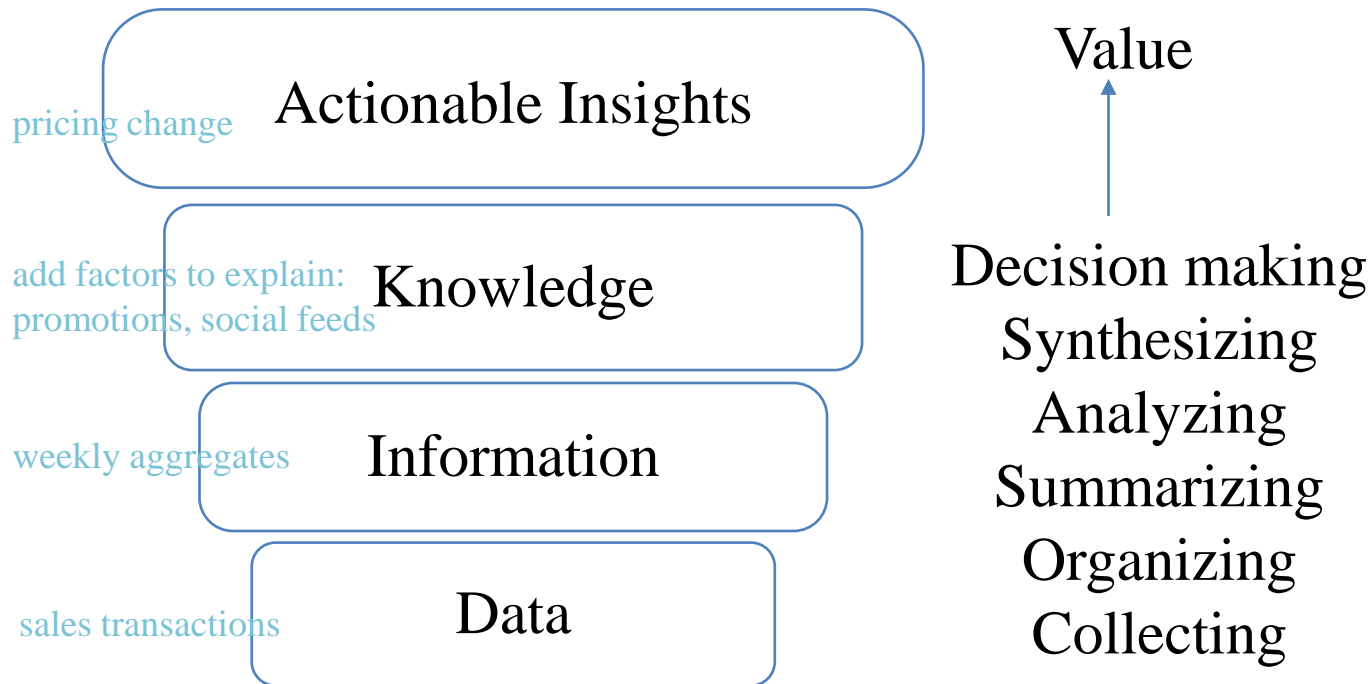 Actionable Insights
pricing change
Knowledge
add factors to explain:
promotions, social feeds
Information
weekly aggregates
Data
sales transactions
Value
Decision making
Synthesizing
Analyzing
Summarizing
Organizing
Collecting